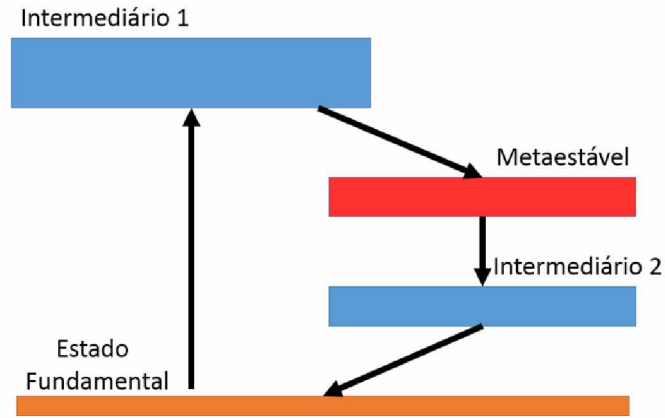 Intermediário 1
Metaestável
Intermediário 2
Estado
Fundamental